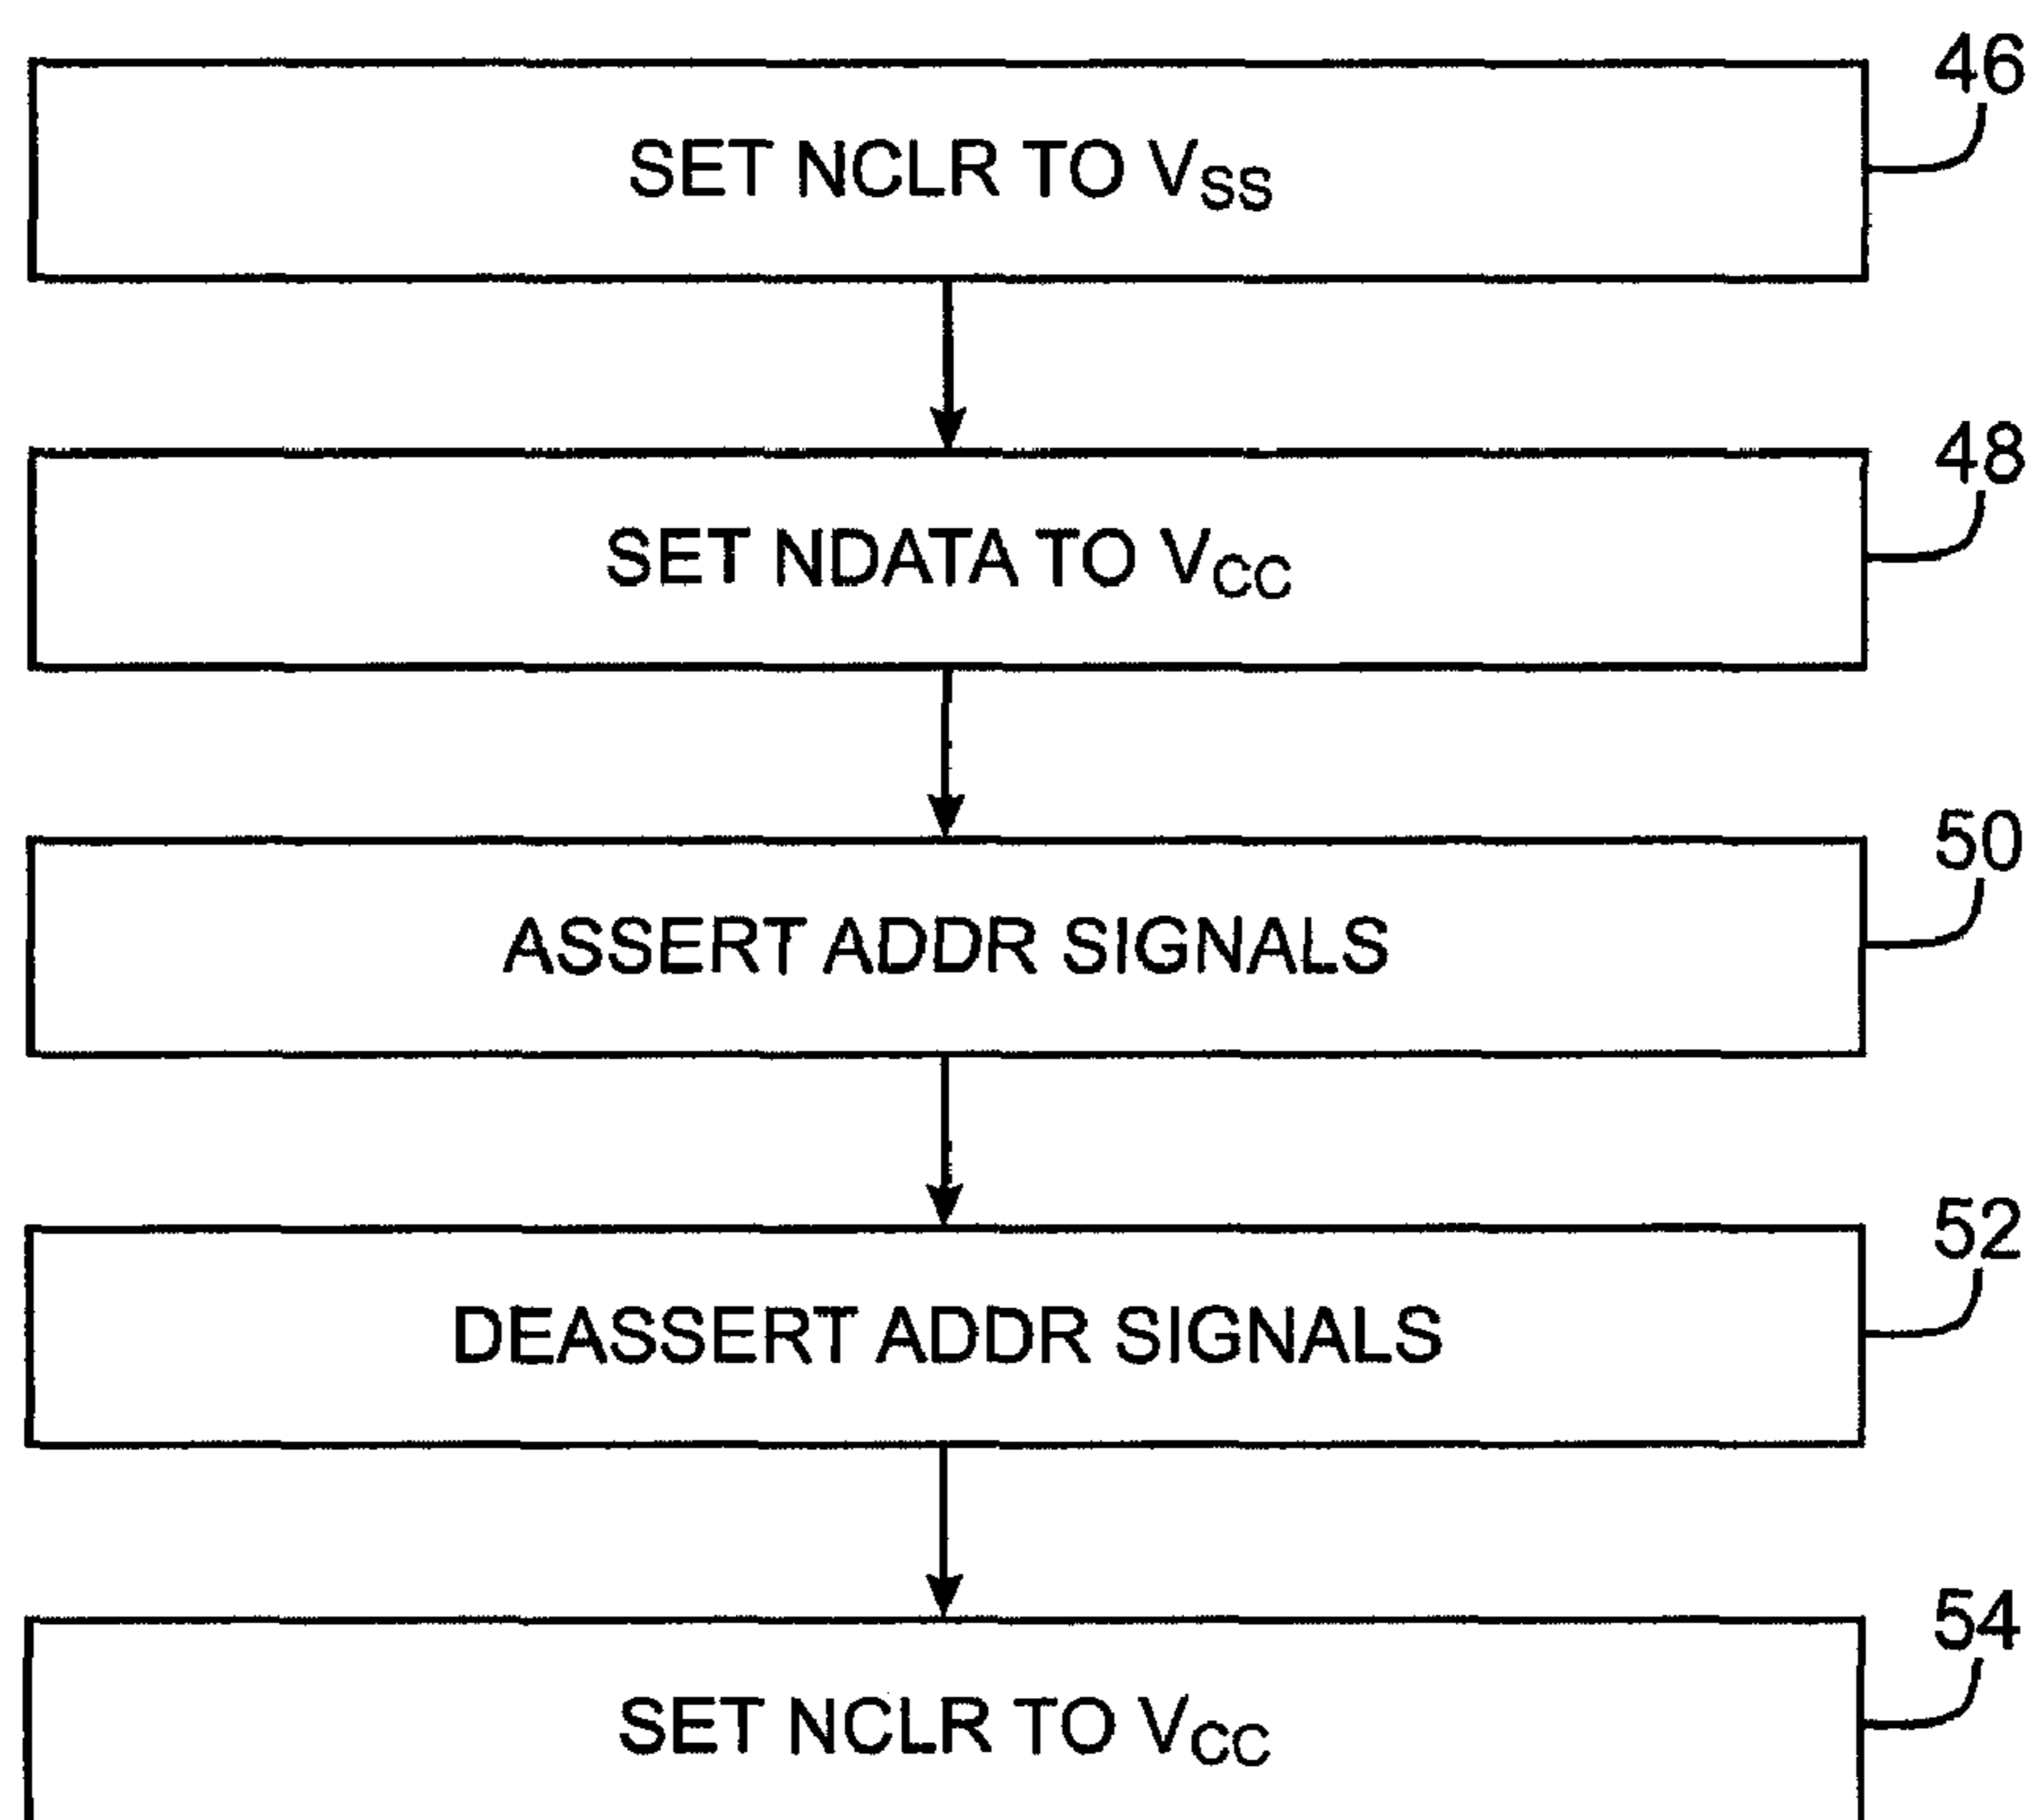 46
SET NCLR TO VSS
48
SET NDATA TO VCC
50
ASSERT ADDR SIGNALS
52
DEASSERT ADDR SIGNALS
54
SET NCLR TO VCC